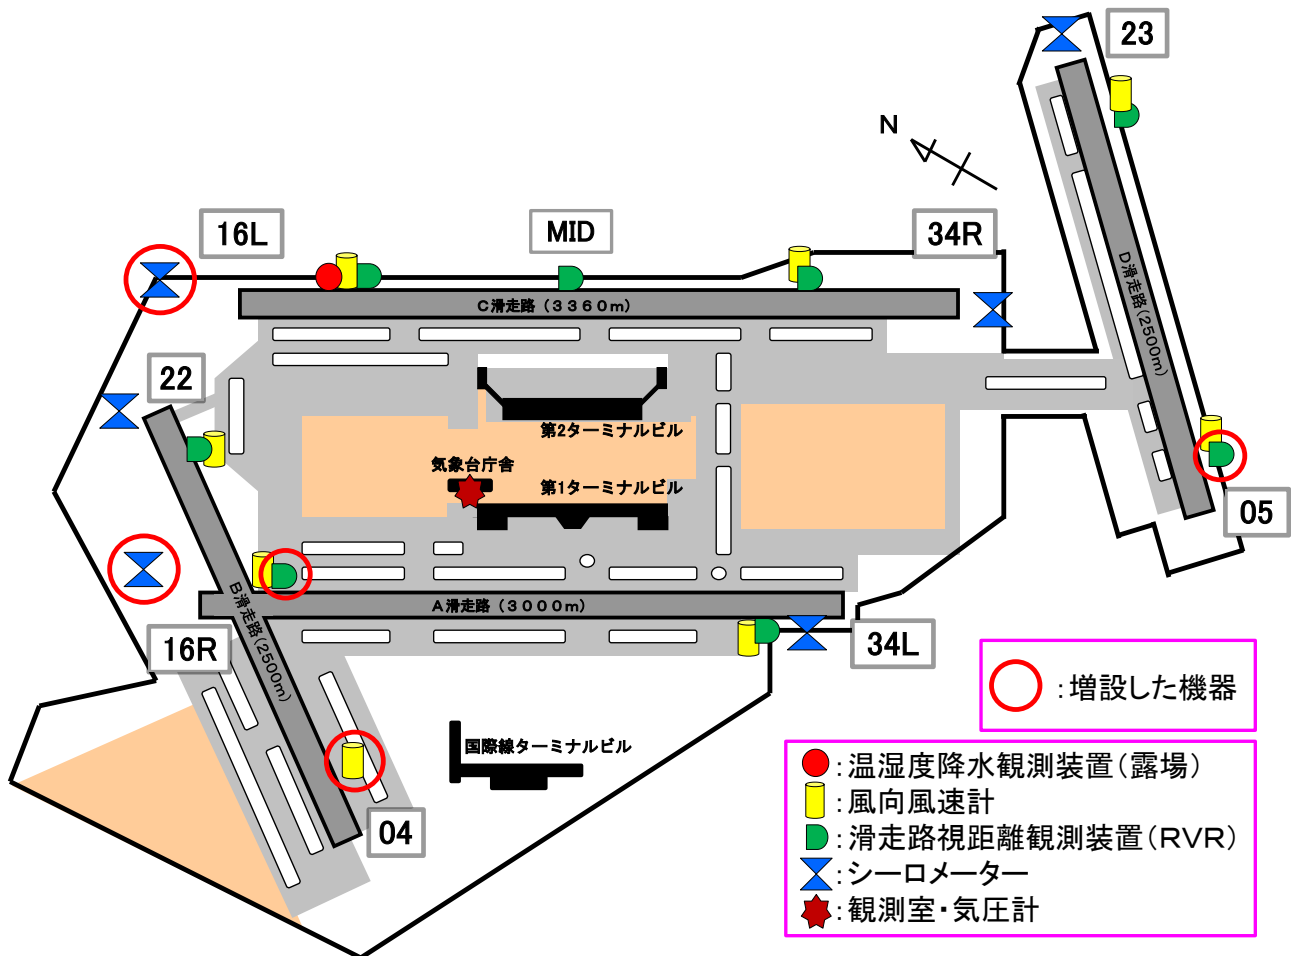 23
N
16L
MID
34R
D滑走路(2500m)
C滑走路(3360m)
22
第2ターミナルビル
気象台庁舎
第1ターミナルビル
05
B滑走路(2500m)
A滑走路(3000m)
16R
34L
:増設した機器
国際線ターミナルビル
04
:温湿度降水観測装置(露場)
:風向風速計
:滑走路視距離観測装置(RVR)
:シーロメーター
:観測室・気圧計